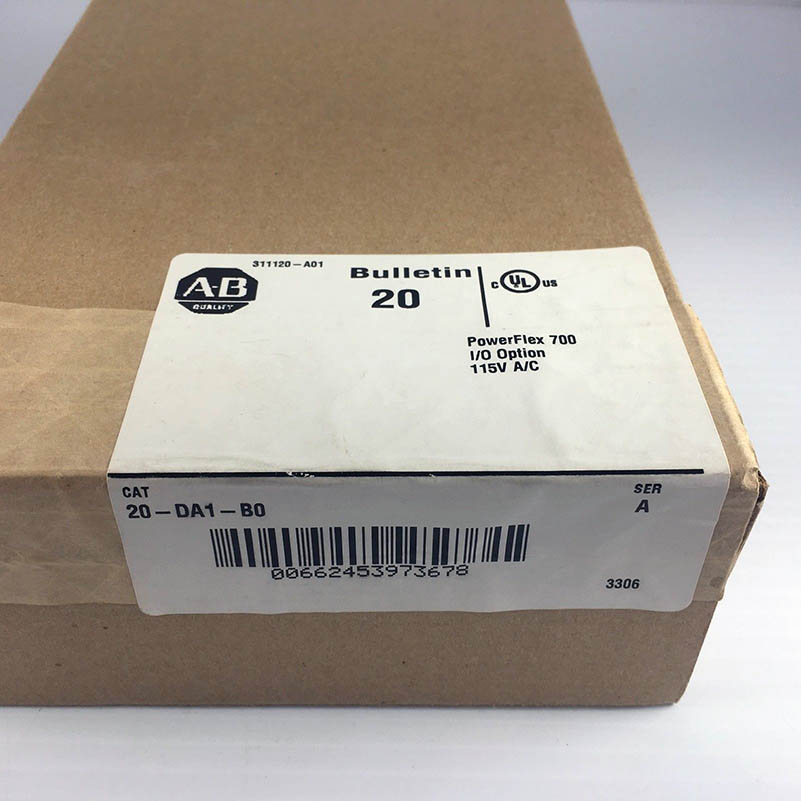 311120-A01
A-B
QUALITY
Bulletin
20
C UL US
PowerFlex 700
I/O Option
115V A/C
CAT
20-DA1-B0
SER
A
00662453973678
3306